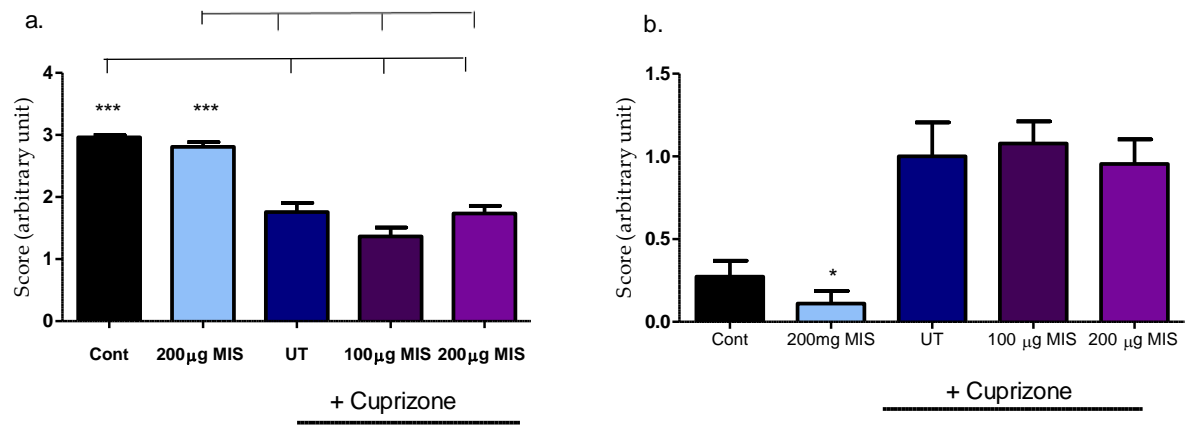 a.
Score (arbitrary unit)
4
3
2
1
0
***
***
Cont
200µg MIS
UT
100µg MIS
200µg MIS
+ Cuprizone
b.
Score (arbitrary unit)
1.5
1.0
0.5
0.0
*
Cont
200mg MIS
UT
100 µg MIS
200 µg MIS
+ Cuprizone